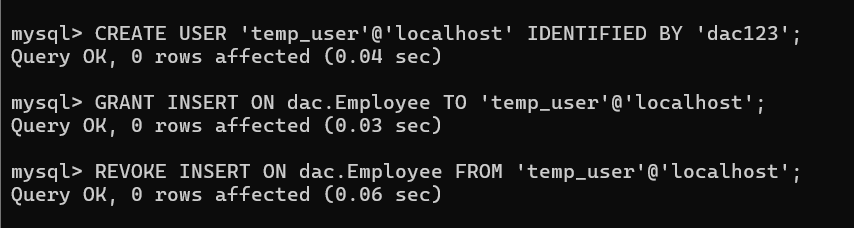 mysql> CREATE USER 'temp_user'@'localhost' IDENTIFIED BY 'dac123';
Query OK, 0 rows affected (0.04 sec)
mysql> GRANT INSERT ON dac.Employee TO 'temp_user'@'localhost';
Query OK, 0 rows affected (0.03 sec)
mysql> REVOKE INSERT ON dac.Employee FROM 'temp_user'@'localhost';
Query OK, 0 rows affected (0.06 sec)